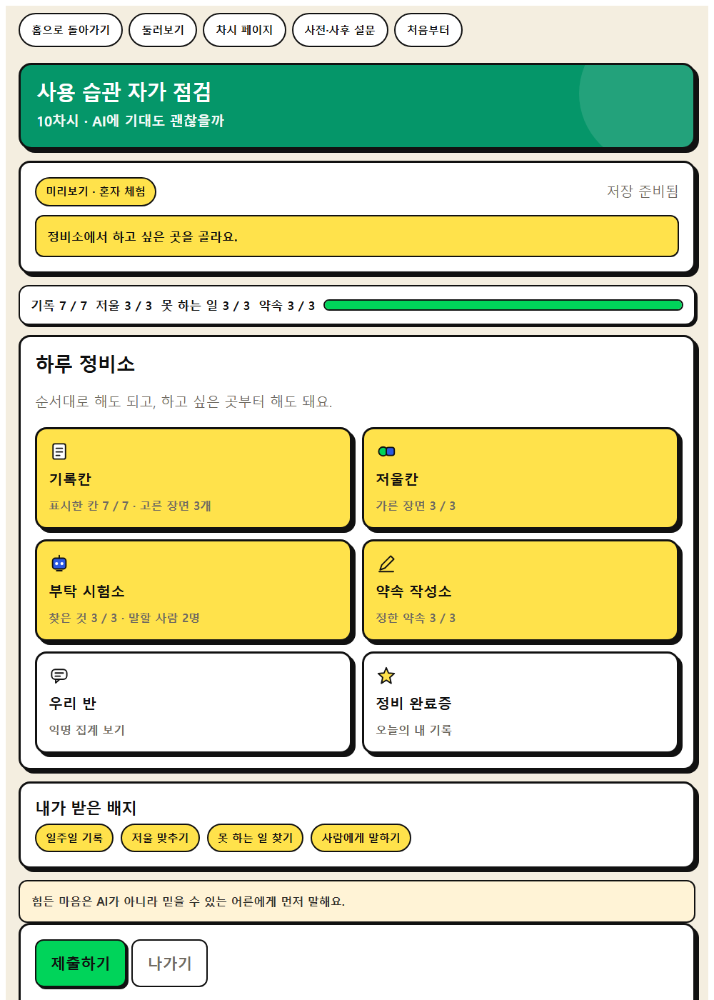 홈으로 돌아가기 둘러보기 차시 페이지 사전·사후 설문 처음부터
사용 습관 자가 점검
10차시 · AI에 기대도 괜찮을까
미리보기 · 혼자 체험 저장 준비됨
정비소에서 하고 싶은 곳을 골라요.
기록 7 / 7 저울 3 / 3 못 하는 일 3 / 3 약속 3 / 3
하루 정비소
순서대로 해도 되고, 하고 싶은 곳부터 해도 돼요.
기록칸
표시한 칸 7 / 7 · 고른 장면 3개
저울칸
가른 장면 3 / 3
부탁 시험소
찾은 것 3 / 3 · 말할 사람 2명
약속 작성소
정한 약속 3 / 3
우리 반
익명 집계 보기
정비 완료증
오늘의 내 기록
내가 받은 배지
일주일 기록 저울 맞추기 못 하는 일 찾기 사람에게 말하기
힘든 마음은 AI가 아니라 믿을 수 있는 어른에게 먼저 말해요.
제출하기 나가기